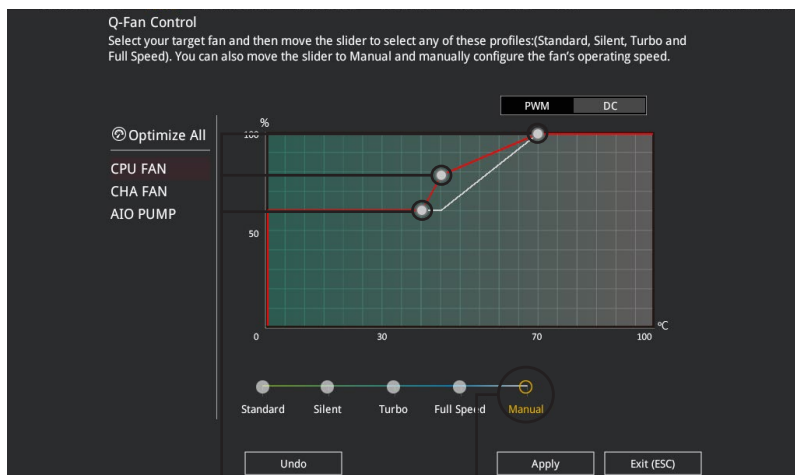 Q-Fan Control
Select your target fan and then move the slider to select any of these profiles:(Standard, Silent, Turbo and
Full Speed). You can also move the slider to Manual and manually configure the fan's operating speed.
PWM DC
%
Optimize All
100
CPU FAN
CHA FAN
AIO PUMP
50
°C
0 30 70 100
Standard Silent Turbo Full Speed Manual
Undo Apply Exit (ESC)